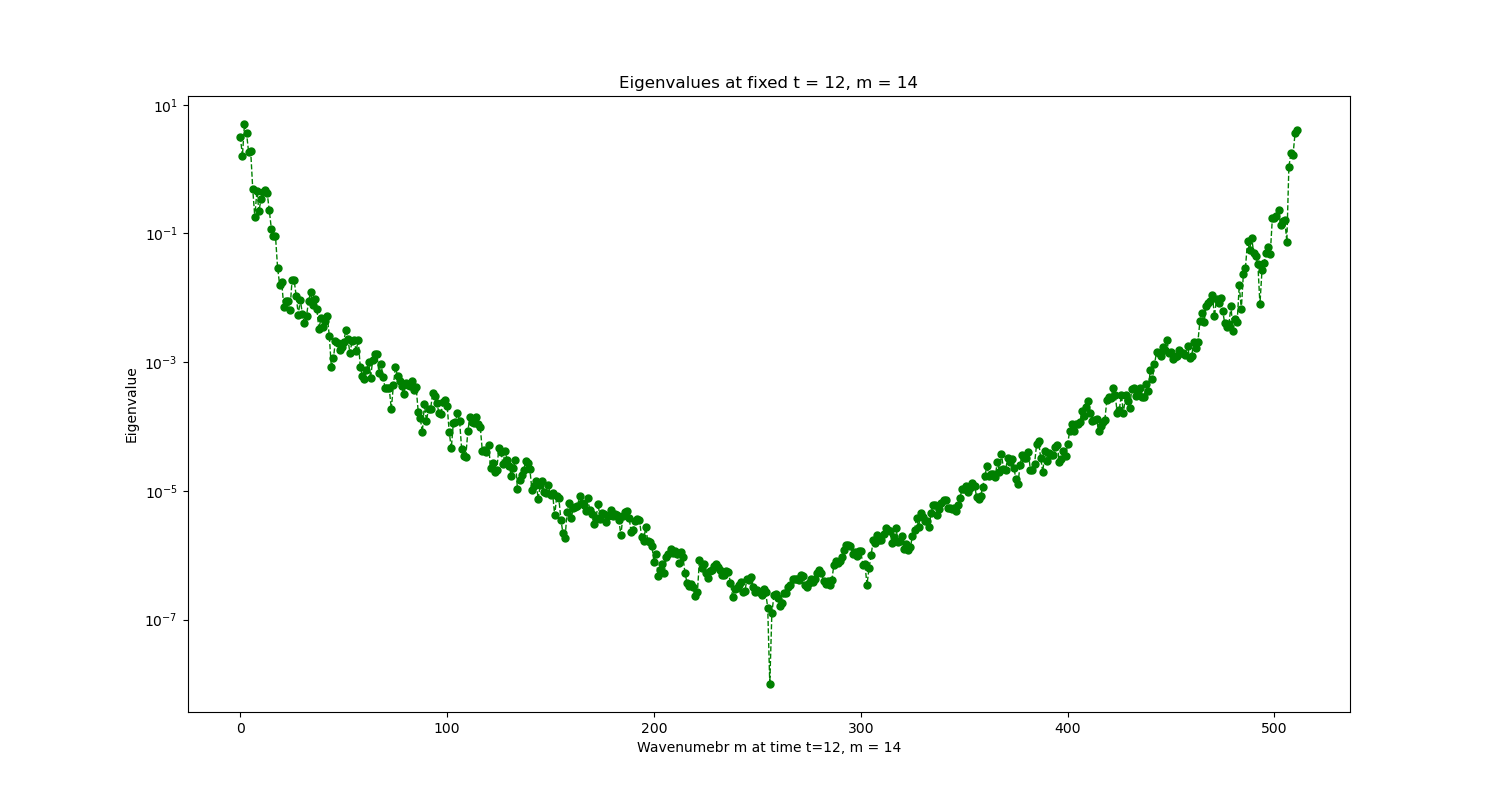 Eigenvalues at fixed t = 12, m = 14
10^1
10^-1
10^-3
10^-5
10^-7
Eigenvalue
0 100 200 300 400 500
Wavenumebr m at time t=12, m = 14